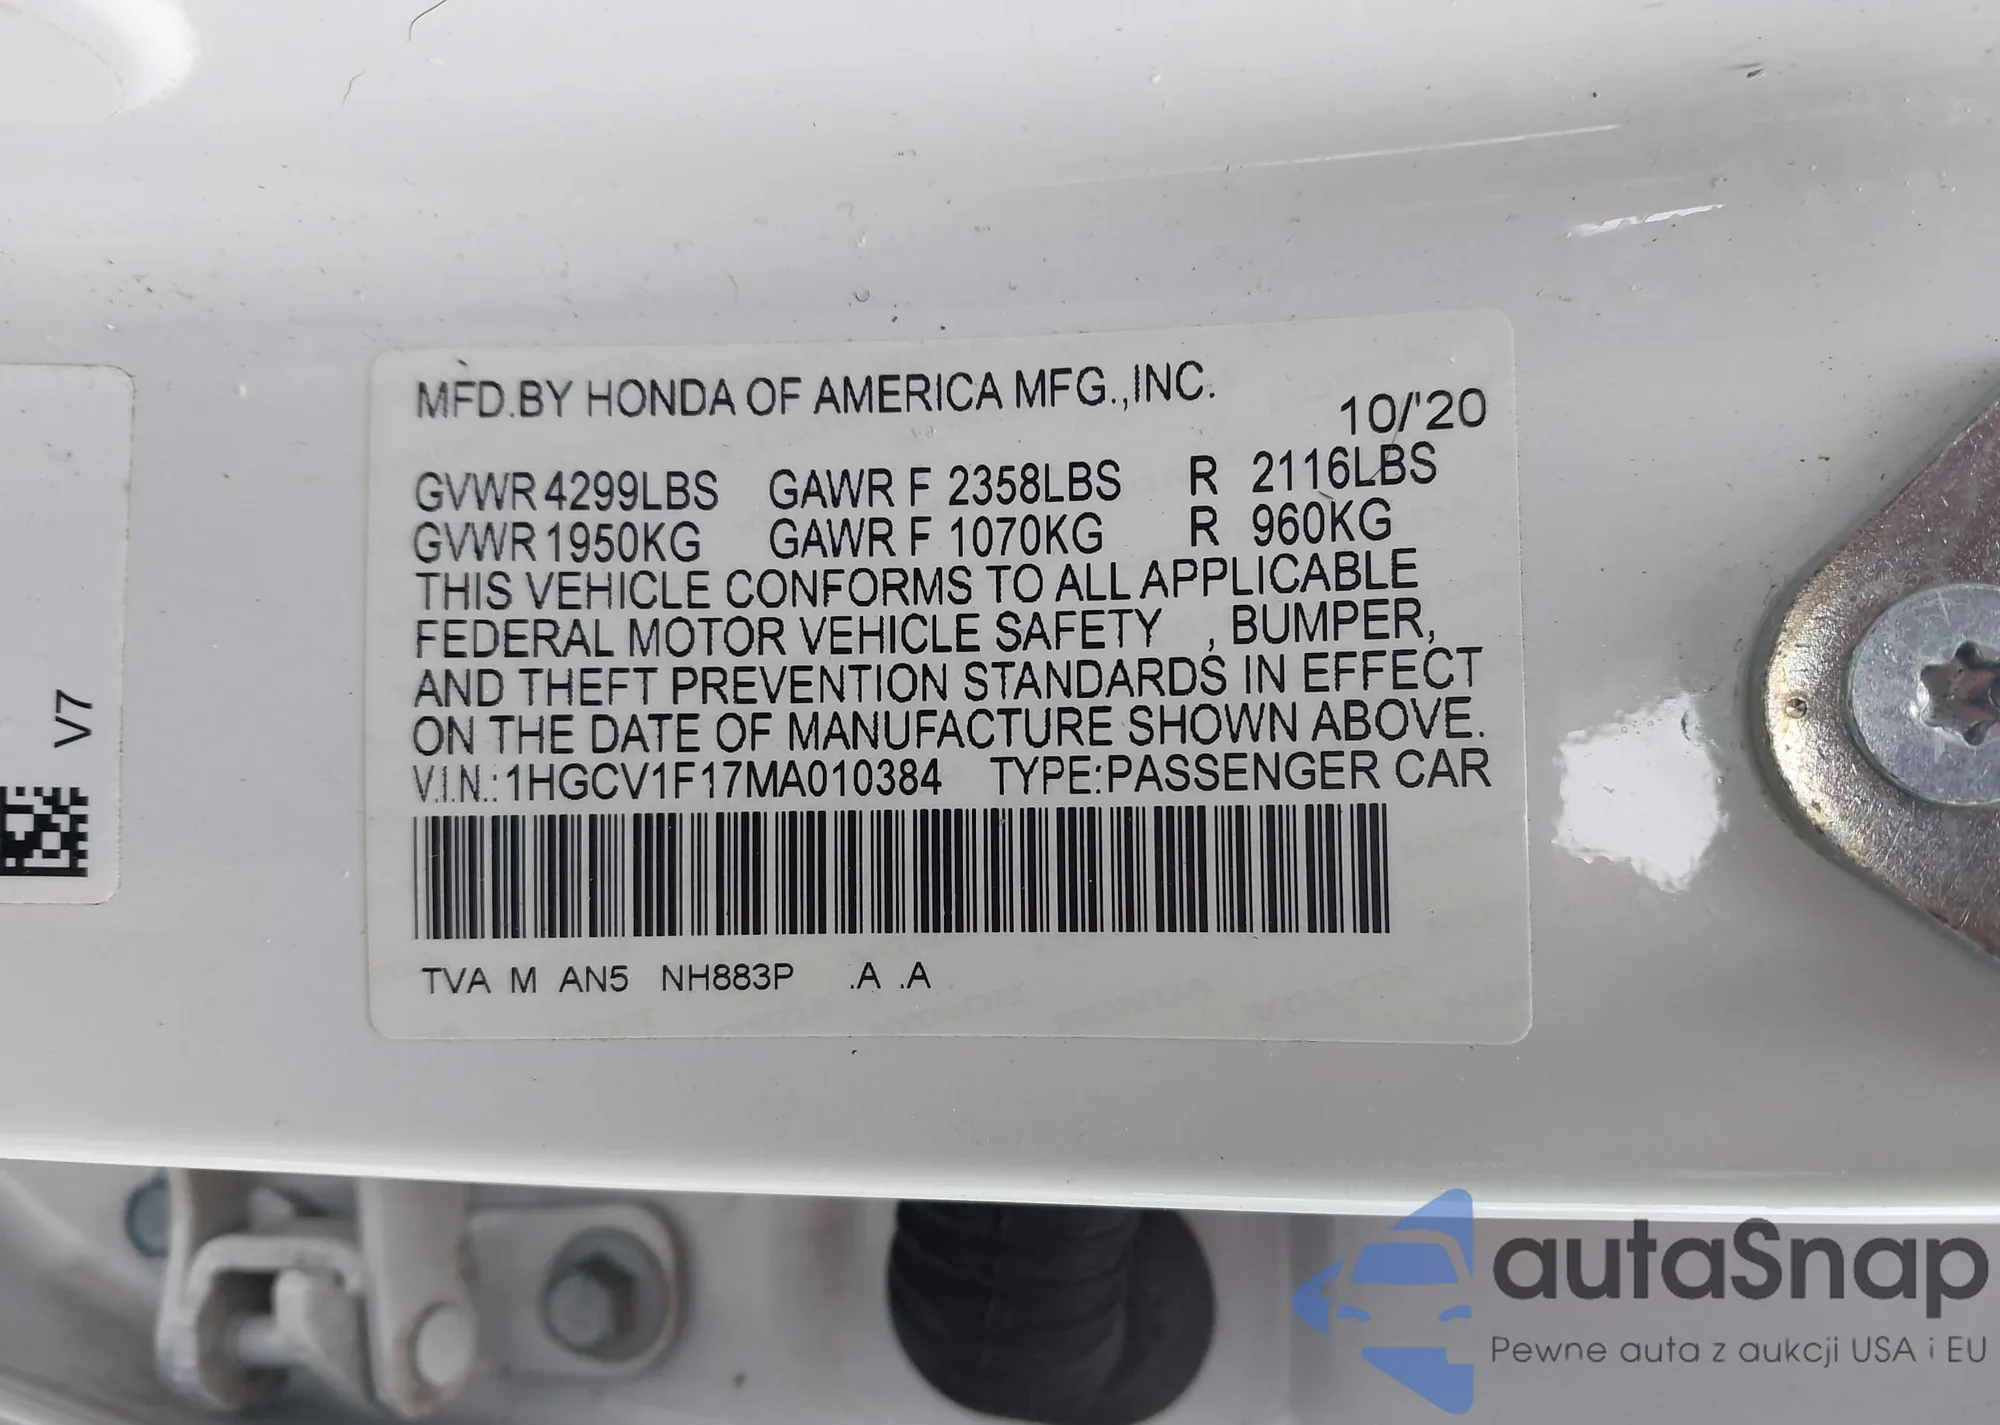 MFD.BY HONDA OF AMERICA MFG.,INC. 10/'20
GVWR 4299LBS GAWR F 2358LBS R 2116LBS
GVWR 1950KG GAWR F 1070KG R 960KG
THIS VEHICLE CONFORMS TO ALL APPLICABLE
FEDERAL MOTOR VEHICLE SAFETY , BUMPER,
AND THEFT PREVENTION STANDARDS IN EFFECT
ON THE DATE OF MANUFACTURE SHOWN ABOVE.
V.I.N.: 1HGCV1F17MA010384 TYPE:PASSENGER CAR
TVA M AN5 NH883P .A .A
V7
autaSnap
Pewne auta z aukcji USA i EU